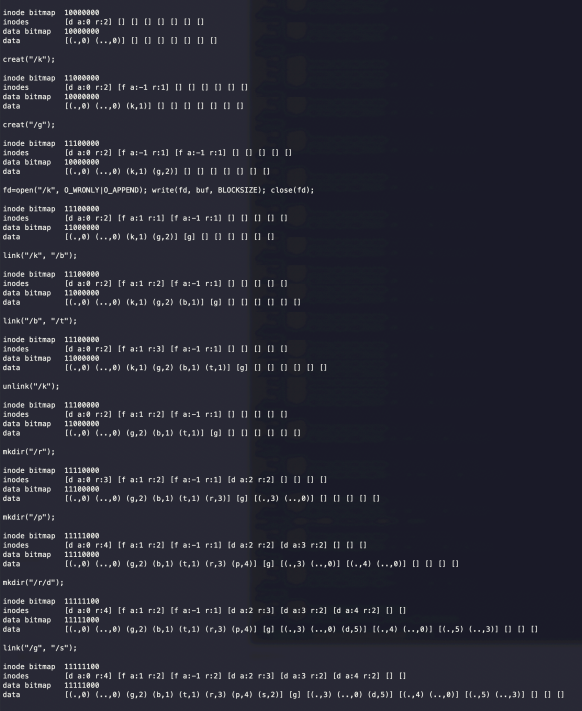 inode bitmap 10000000
inodes [d a:0 r:2] [] [] [] [] [] [] []
data bitmap 10000000
data [(.,0) (..,0)] [] [] [] [] [] [] []
creat("/k");
inode bitmap 11000000
inodes [d a:0 r:2] [f a:-1 r:1] [] [] [] [] [] []
data bitmap 10000000
data [(.,0) (..,0) (k,1)] [] [] [] [] [] [] []
creat("/g");
inode bitmap 11100000
inodes [d a:0 r:2] [f a:-1 r:1] [f a:-1 r:1] [] [] [] [] []
data bitmap 10000000
data [(.,0) (..,0) (k,1) (g,2)] [] [] [] [] [] [] []
fd=open("/k", O_WRONLY|O_APPEND); write(fd, buf, BLOCKSIZE); close(fd);
inode bitmap 11100000
inodes [d a:0 r:2] [f a:1 r:1] [f a:-1 r:1] [] [] [] [] []
data bitmap 11000000
data [(.,0) (..,0) (k,1) (g,2)] [g] [] [] [] [] [] []
link("/k", "/b");
inode bitmap 11100000
inodes [d a:0 r:2] [f a:1 r:2] [f a:-1 r:1] [] [] [] [] []
data bitmap 11000000
data [(.,0) (..,0) (k,1) (g,2) (b,1)] [g] [] [] [] [] [] []
link("/b", "/t");
inode bitmap 11100000
inodes [d a:0 r:2] [f a:1 r:3] [f a:-1 r:1] [] [] [] [] []
data bitmap 11000000
data [(.,0) (..,0) (k,1) (g,2) (b,1) (t,1)] [g] [] [] [] [] [] []
unlink("/k");
inode bitmap 11100000
inodes [d a:0 r:2] [f a:1 r:2] [f a:-1 r:1] [] [] [] [] []
data bitmap 11000000
data [(.,0) (..,0) (g,2) (b,1) (t,1)] [g] [] [] [] [] [] []
mkdir("/r");
inode bitmap 11110000
inodes [d a:0 r:3] [f a:1 r:2] [f a:-1 r:1] [d a:2 r:2] [] [] [] []
data bitmap 11100000
data [(.,0) (..,0) (g,2) (b,1) (t,1) (r,3)] [g] [(.,3) (..,0)] [] [] [] [] []
mkdir("/p");
inode bitmap 11111000
inodes [d a:0 r:4] [f a:1 r:2] [f a:-1 r:1] [d a:2 r:2] [d a:3 r:2] [] [] []
data bitmap 11110000
data [(.,0) (..,0) (g,2) (b,1) (t,1) (r,3) (p,4)] [g] [(.,3) (..,0)] [(.,4) (..,0)] [] [] [] []
mkdir("/r/d");
inode bitmap 11111100
inodes [d a:0 r:4] [f a:1 r:2] [f a:-1 r:1] [d a:2 r:3] [d a:3 r:2] [d a:4 r:2] [] []
data bitmap 11111000
data [(.,0) (..,0) (g,2) (b,1) (t,1) (r,3) (p,4)] [g] [(.,3) (..,0) (d,5)] [(.,4) (..,0)] [(.,5) (..,3)] [] [] []
link("/g", "/s");
inode bitmap 11111100
inodes [d a:0 r:4] [f a:1 r:2] [f a:-1 r:2] [d a:2 r:3] [d a:3 r:2] [d a:4 r:2] [] []
data bitmap 11111000
data [(.,0) (..,0) (g,2) (b,1) (t,1) (r,3) (p,4) (s,2)] [g] [(.,3) (..,0) (d,5)] [(.,4) (..,0)] [(.,5) (..,3)] [] [] []